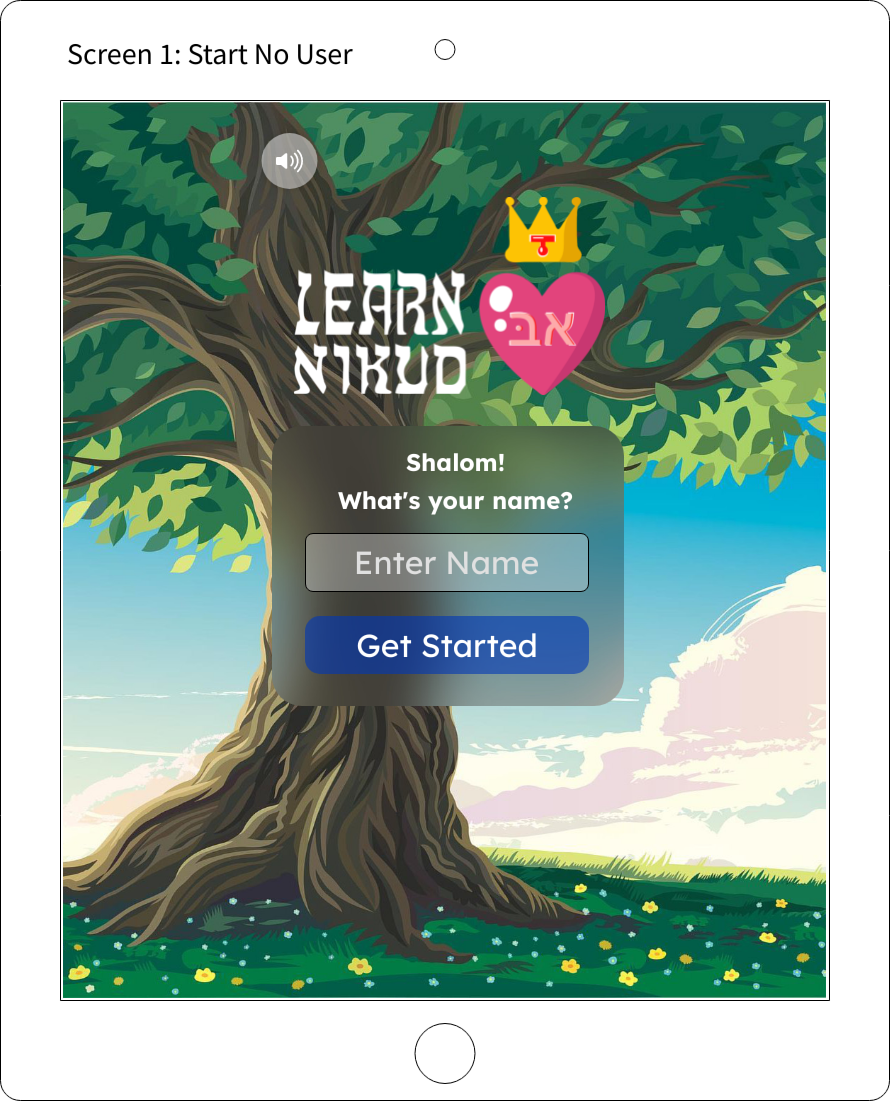 Screen 1: Start No User
LEARN
NIKUD
אב
Shalom!
What's your name?
Enter Name
Get Started